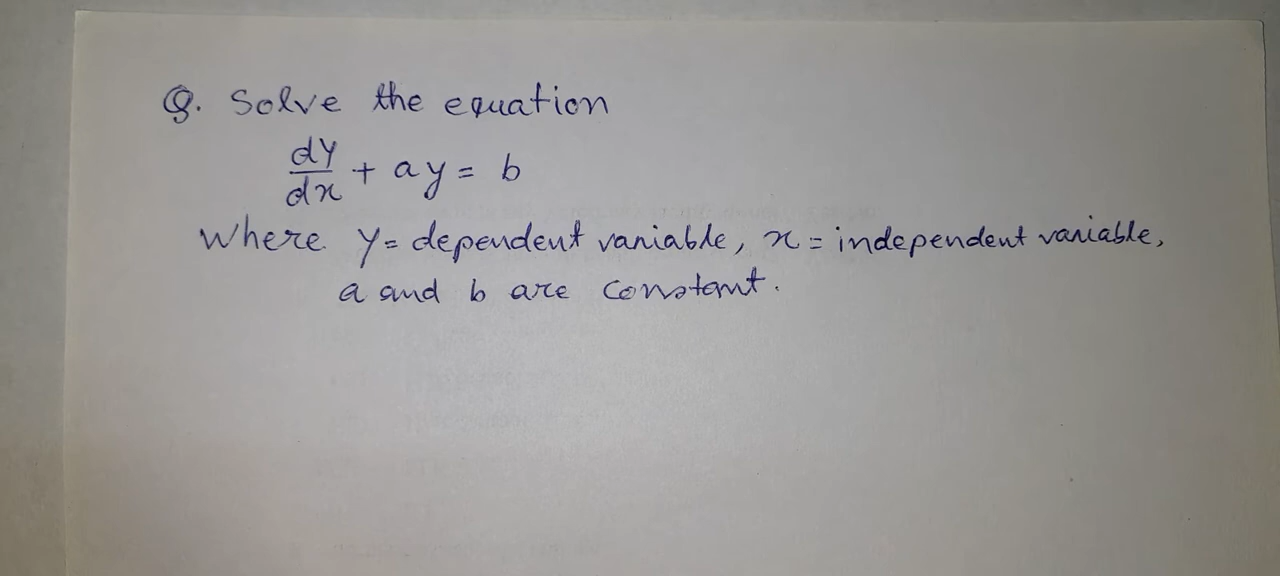 Q. Solve the equation
dy/dx + ay = b
Where y = dependent variable, x = independent variable,
a and b are constant.